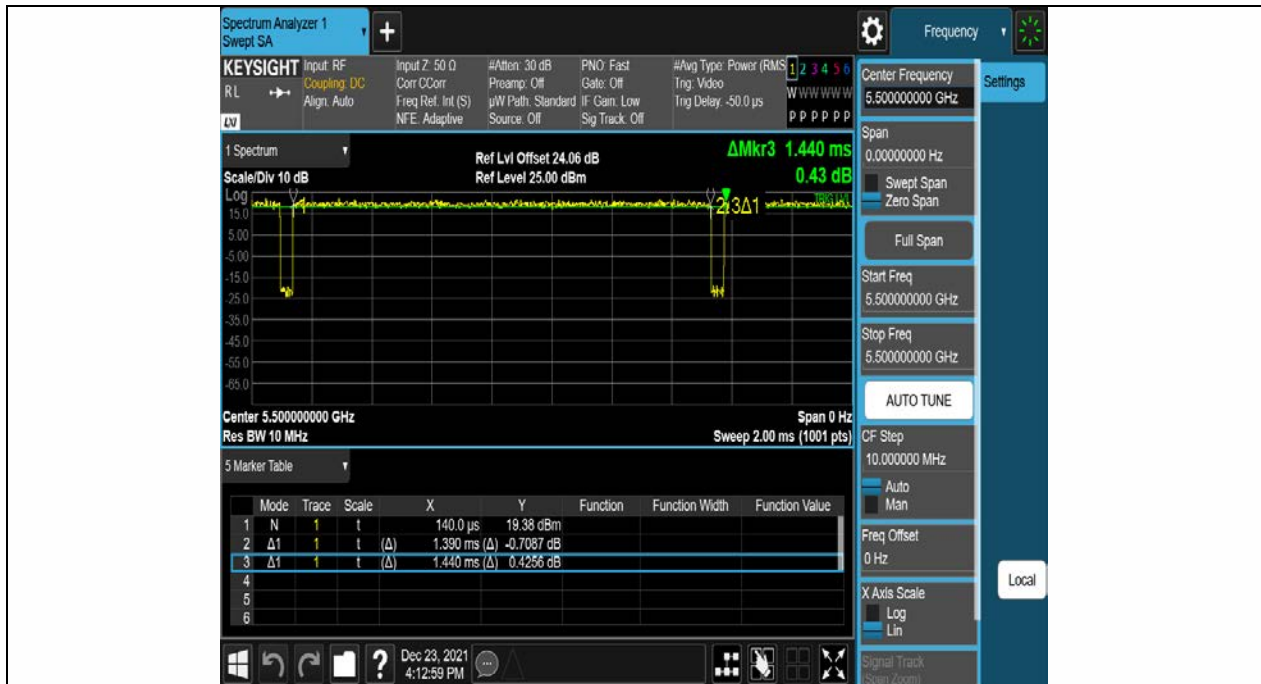 Spectrum Analyzer 1
Swept SA
+
Frequency
KEYSIGHT
RL
LXI
Input: RF
Coupling: DC
Align: Auto
Input Z: 50 Ω
Corr CCorr
Freq Ref: Int (S)
NFE: Adaptive
#Atten: 30 dB
Preamp: Off
µW Path: Standard
Source: Off
PNO: Fast
Gate: Off
IF Gain: Low
Sig Track: Off
#Avg Type: Power (RMS
Trig: Video
Trig Delay: -50.0 µs
1 2 3 4 5 6
W W W W W W
P P P P P P
1 Spectrum
Scale/Div 10 dB
Ref Lvl Offset 24.06 dB
Ref Level 25.00 dBm
ΔMkr3 1.440 ms
0.43 dB
Log
15.0
5.00
-5.00
-15.0
-25.0
-35.0
-45.0
-55.0
-65.0
1
3Δ1
TRIG LVL
Center 5.500000000 GHz
Res BW 10 MHz
Span 0 Hz
Sweep 2.00 ms (1001 pts)
5 Marker Table
Mode Trace Scale X Y Function Function Width Function Value
1 N 1 t 140.0 µs 19.38 dBm
2 Δ1 1 t (Δ) 1.390 ms (Δ) -0.7087 dB
3 Δ1 1 t (Δ) 1.440 ms (Δ) 0.4256 dB
4
5
6
?
Dec 23, 2021
4:12:59 PM
Center Frequency
5.500000000 GHz
Span
0.00000000 Hz
Swept Span
Zero Span
Full Span
Start Freq
5.500000000 GHz
Stop Freq
5.500000000 GHz
AUTO TUNE
CF Step
10.000000 MHz
Auto
Man
Freq Offset
0 Hz
X Axis Scale
Log
Lin
Signal Track
(Span Zoom)
Settings
Local